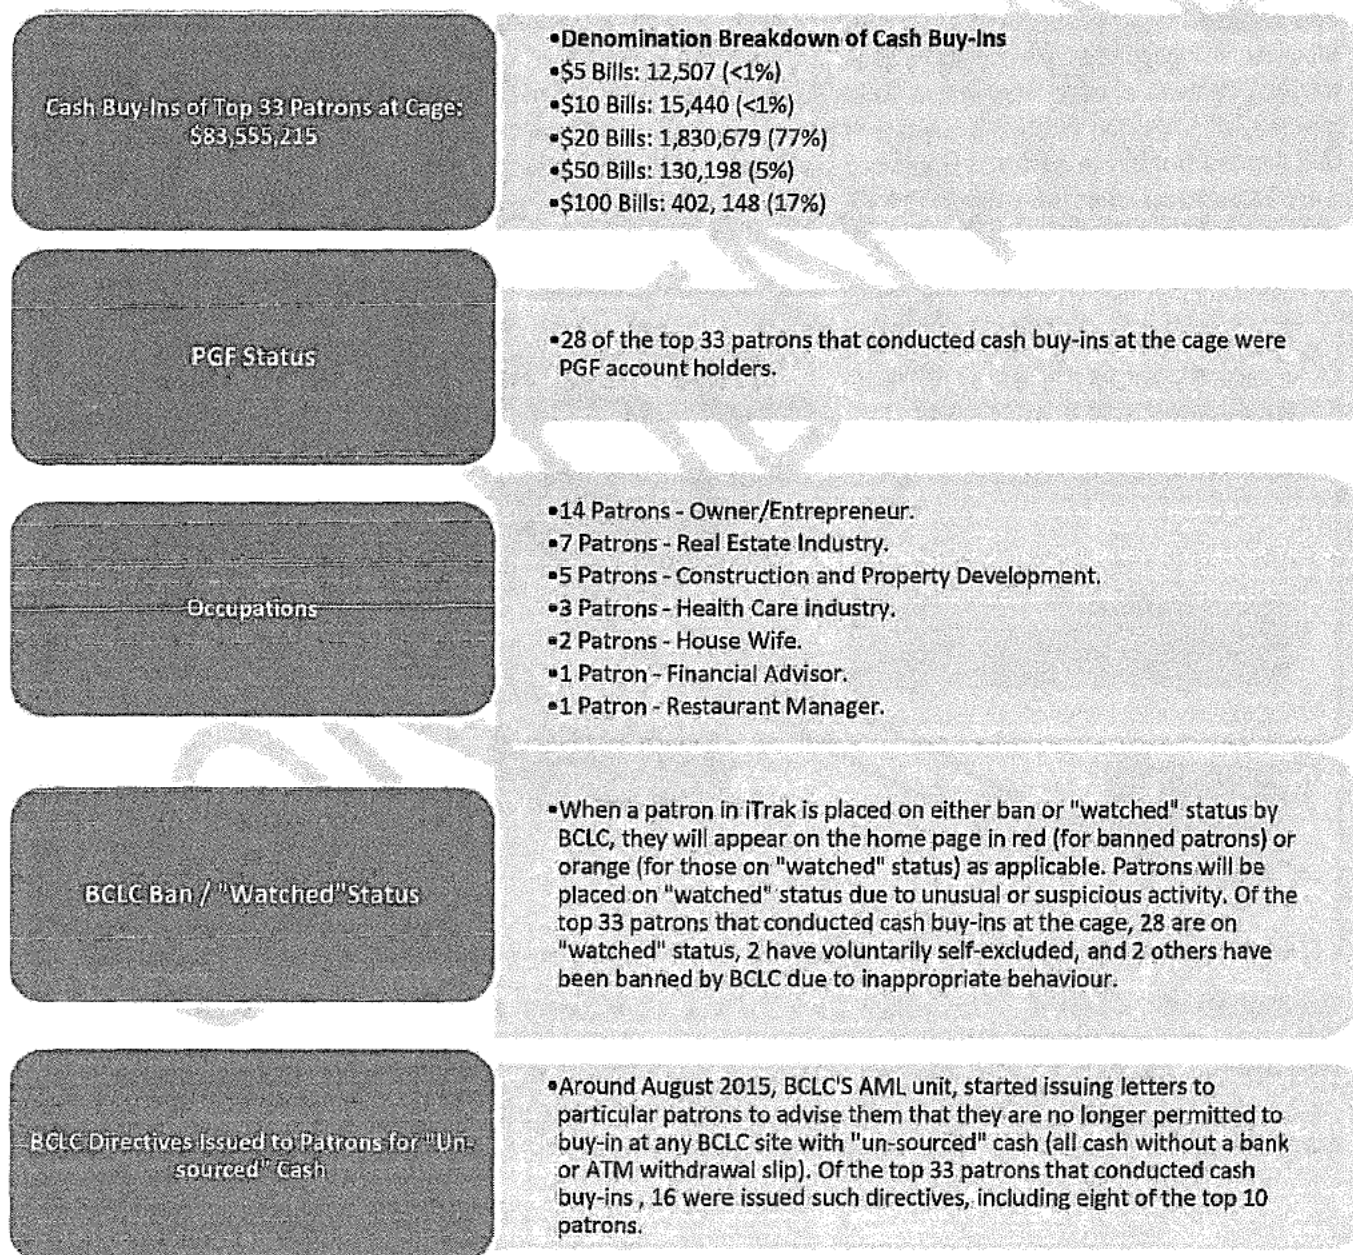 Cash Buy-Ins of Top 33 Patrons at Cage:
$83,555,215
•Denomination Breakdown of Cash Buy-Ins
•$5 Bills: 12,507 (<1%)
•$10 Bills: 15,440 (<1%)
•$20 Bills: 1,830,679 (77%)
•$50 Bills: 130,198 (5%)
•$100 Bills: 402, 148 (17%)
PGF Status
•28 of the top 33 patrons that conducted cash buy-ins at the cage were
PGF account holders.
Occupations
•14 Patrons - Owner/Entrepreneur.
•7 Patrons - Real Estate Industry.
•5 Patrons - Construction and Property Development.
•3 Patrons - Health Care Industry.
•2 Patrons - House Wife.
•1 Patron - Financial Advisor.
•1 Patron - Restaurant Manager.
BCLC Ban / "Watched"Status
•When a patron in iTrak is placed on either ban or "watched" status by
BCLC, they will appear on the home page in red (for banned patrons) or
orange (for those on "watched" status) as applicable. Patrons will be
placed on "watched" status due to unusual or suspicious activity. Of the
top 33 patrons that conducted cash buy-ins at the cage, 28 are on
"watched" status, 2 have voluntarily self-excluded, and 2 others have
been banned by BCLC due to inappropriate behaviour.
BCLC Directives Issued to Patrons for "Un-
sourced" Cash
•Around August 2015, BCLC'S AML unit, started issuing letters to
particular patrons to advise them that they are no longer permitted to
buy-in at any BCLC site with "un-sourced" cash (all cash without a bank
or ATM withdrawal slip). Of the top 33 patrons that conducted cash
buy-ins , 16 were issued such directives, including eight of the top 10
patrons.